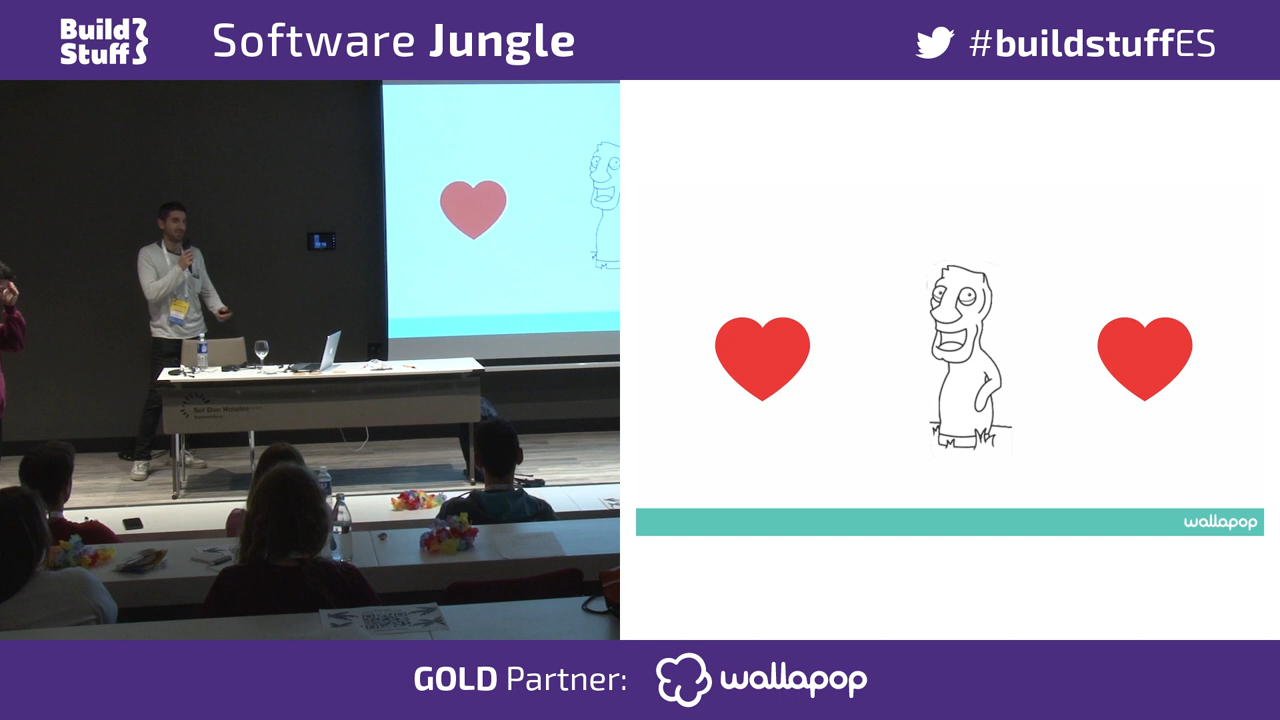 Build
Stuff
Software Jungle
#buildstuffES
wallapop
GOLD Partner:
wallapop